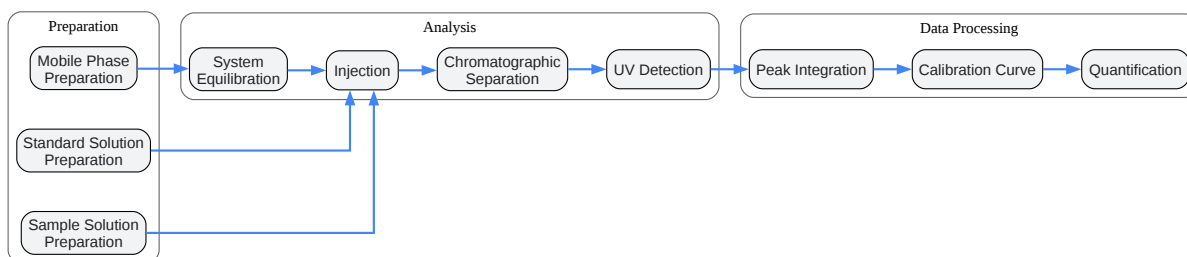 Preparation
Mobile Phase
Preparation
Standard Solution
Preparation
Sample Solution
Preparation
Analysis
System
Equilibration
Injection
Chromatographic
Separation
UV Detection
Data Processing
Peak Integration
Calibration Curve
Quantification